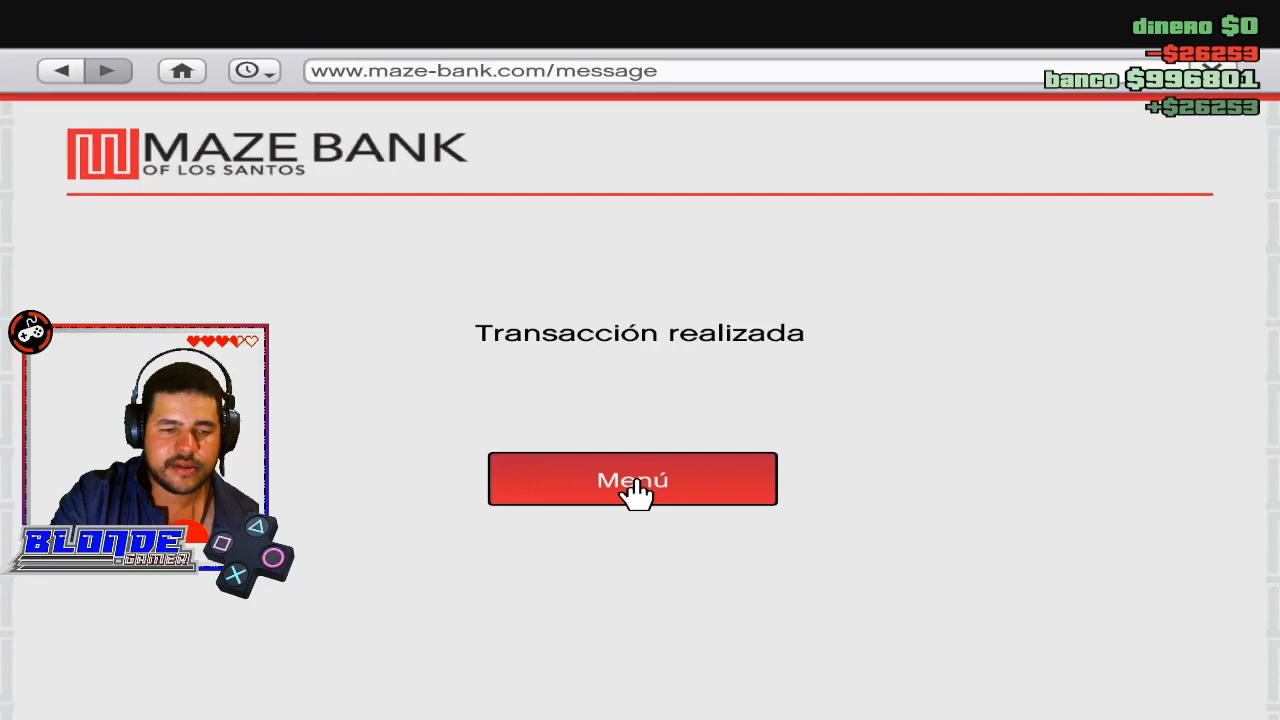 dinero $0
-$26253
www.maze-bank.com/message
banco $996801
+$26253
MAZE BANK
OF LOS SANTOS
Transacción realizada
Menú
BLONDE
GAMER